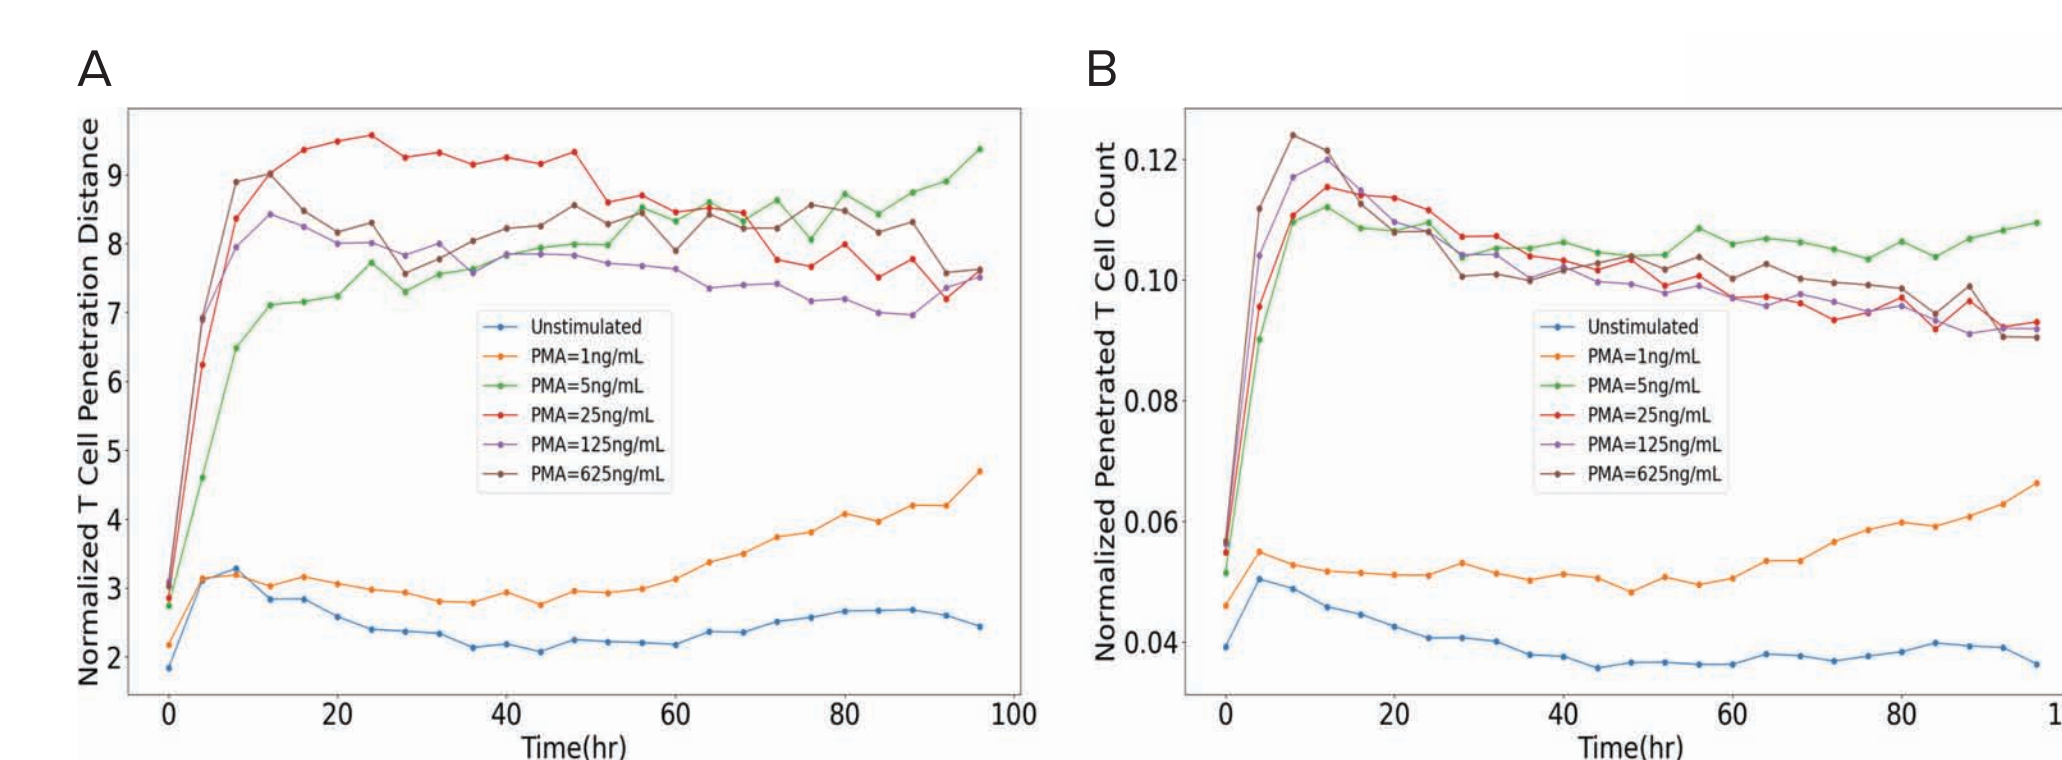 A
Normalized T Cell Penetration Distance
9
8
7
6
5
4
3
2
Unstimulated
PMA=1ng/mL
PMA=5ng/mL
PMA=25ng/mL
PMA=125ng/mL
PMA=625ng/mL
0 20 40 60 80 100
Time(hr)
B
Normalized Penetrated T Cell Count
0.12
0.10
0.08
0.06
0.04
Unstimulated
PMA=1ng/mL
PMA=5ng/mL
PMA=25ng/mL
PMA=125ng/mL
PMA=625ng/mL
0 20 40 60 80 1
Time(hr)